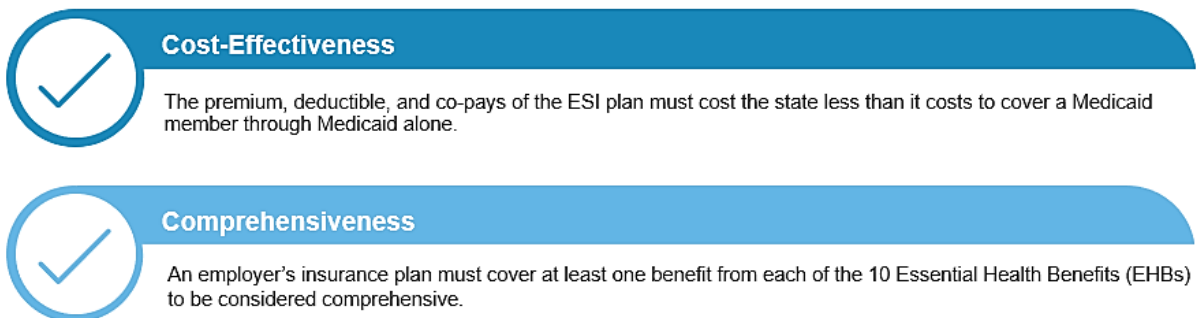 Cost-Effectiveness
The premium, deductible, and co-pays of the ESI plan must cost the state less than it costs to cover a Medicaid
member through Medicaid alone.
Comprehensiveness
An employer’s insurance plan must cover at least one benefit from each of the 10 Essential Health Benefits (EHBs)
to be considered comprehensive.